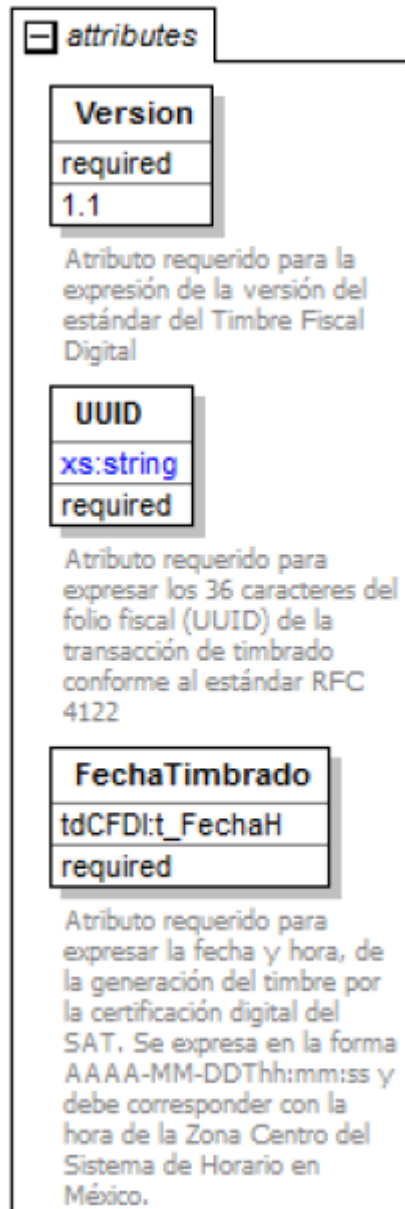 attributes
Version
required
1.1
Atributo requerido para la
expresión de la versión del
estándar del Timbre Fiscal
Digital
UUID
xs:string
required
Atributo requerido para
expresar los 36 caracteres del
folio fiscal (UUID) de la
transacción de timbrado
conforme al estándar RFC
4122
FechaTimbrado
tdCFDI:t_FechaH
required
Atributo requerido para
expresar la fecha y hora, de
la generación del timbre por
la certificación digital del
SAT. Se expresa en la forma
AAAA-MM-DDThh:mm:ss y
debe corresponder con la
hora de la Zona Centro del
Sistema de Horario en
México.